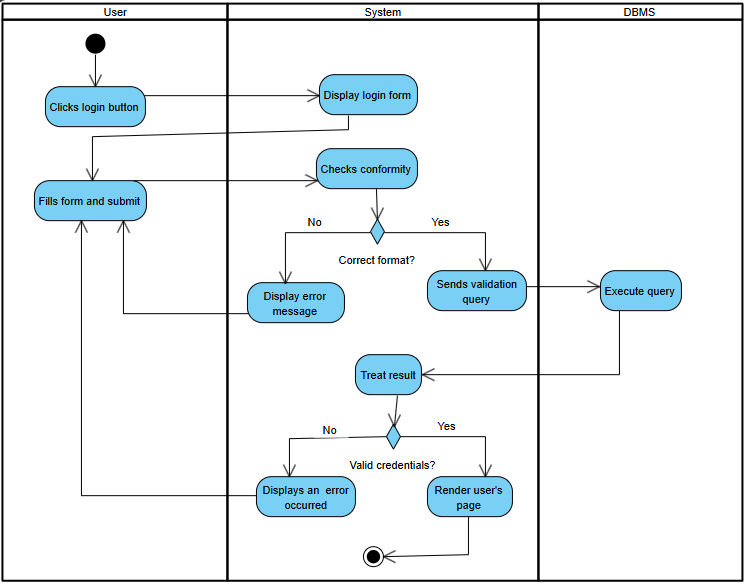 User
System
DBMS
Clicks login button
Display login form
Fills form and submit
Checks conformity
No
Yes
Correct format?
Display error
message
Sends validation
query
Execute query
Treat result
No
Yes
Valid credentials?
Displays an  error
occurred
Render user's
page